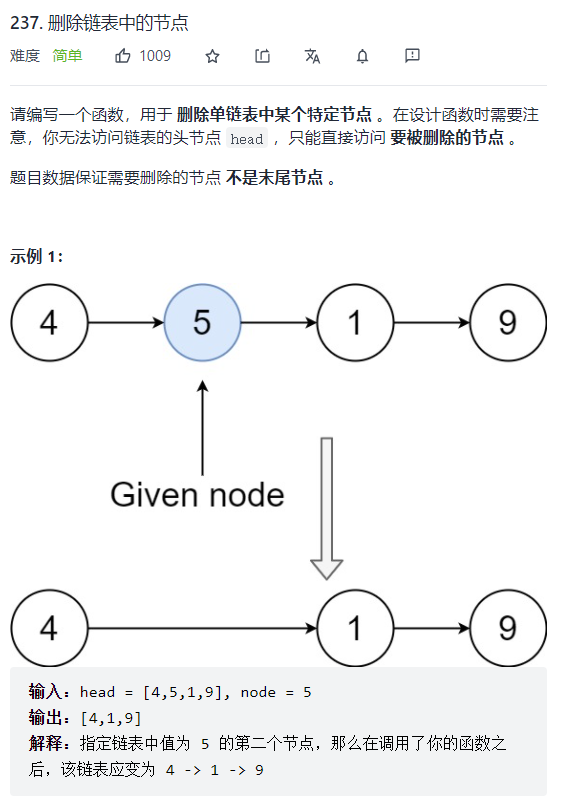 237. 删除链表中的节点
难度 简单 1009
请编写一个函数，用于 删除单链表中某个特定节点 。在设计函数时需要注
意，你无法访问链表的头节点 head ，只能直接访问 要被删除的节点 。
题目数据保证需要删除的节点 不是末尾节点 。
示例 1：
4 5 1 9
Given node
4 1 9
输入：head = [4,5,1,9], node = 5
输出：[4,1,9]
解释：指定链表中值为 5 的第二个节点，那么在调用了你的函数之
后，该链表应变为 4 -> 1 -> 9